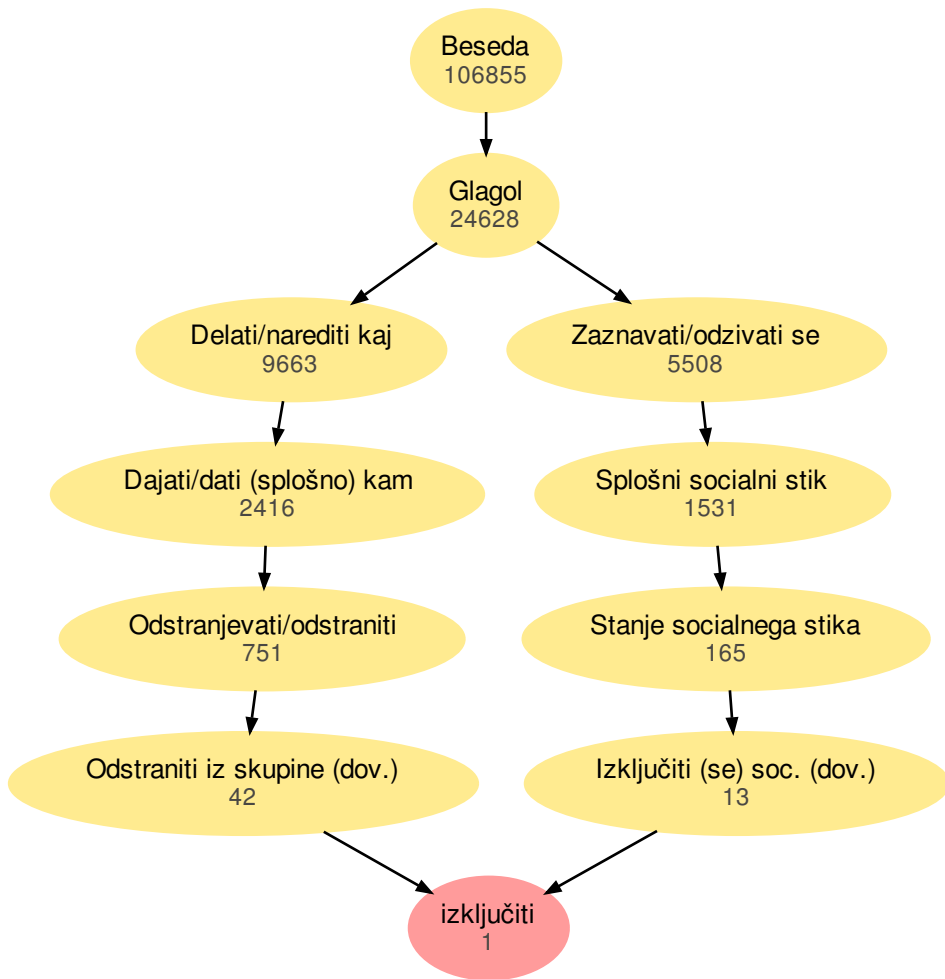 Beseda
106855
Glagol
24628
Delati/narediti kaj
9663
Zaznavati/odzivati se
5508
Dajati/dati (splošno) kam
2416
Splošni socialni stik
1531
Odstranjevati/odstraniti
751
Stanje socialnega stika
165
Odstraniti iz skupine (dov.)
42
Izključiti (se) soc. (dov.)
13
izključiti
1